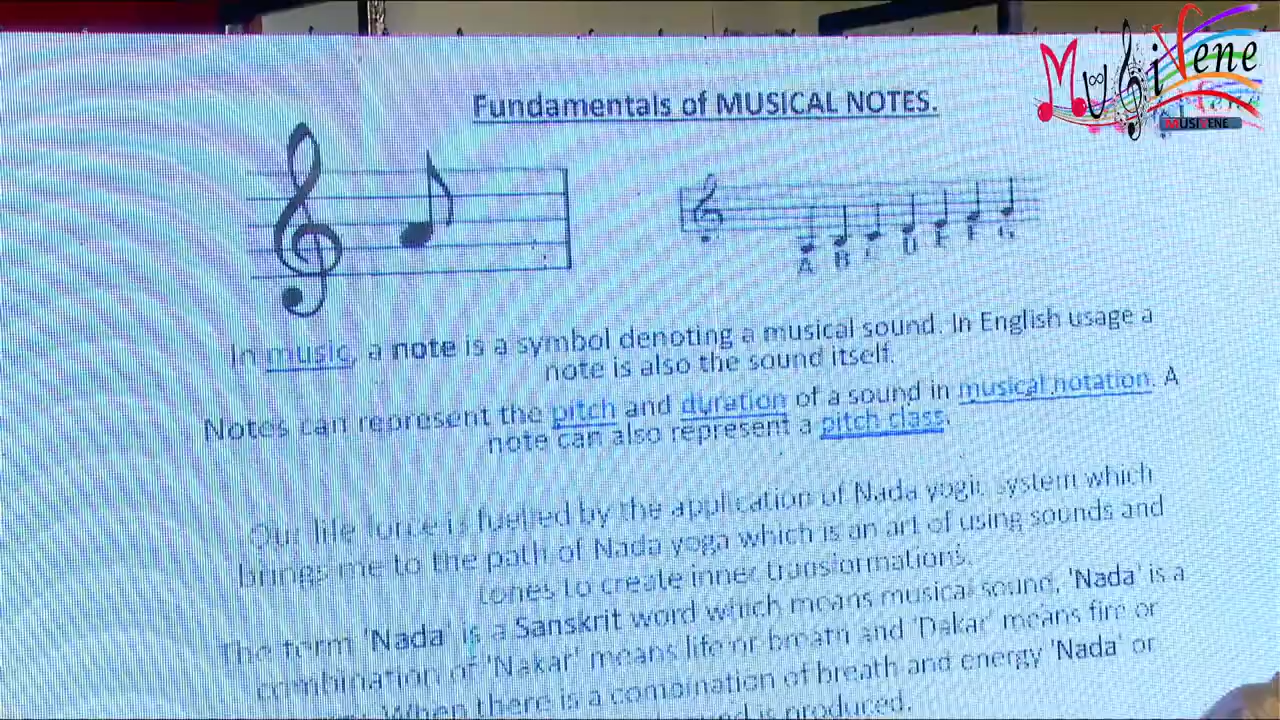 MusiVene
MUSIVENE
Fundamentals of MUSICAL NOTES.
A B C D E F G
In music, a note is a symbol denoting a musical sound. In English usage a
note is also the sound itself.
Notes can represent the pitch and duration of a sound in musical notation. A
note can also represent a pitch class.
Our life force is fuelled by the application of Nada yogic system which
brings me to the path of Nada yoga which is an art of using sounds and
tones to create inner transformations.
The term 'Nada' is a Sanskrit word which means musical sound, 'Nada' is a
combination of 'Nakar' means life or breath and 'Dakar' means fire or
When there is a combination of breath and energy 'Nada' or
is produced.